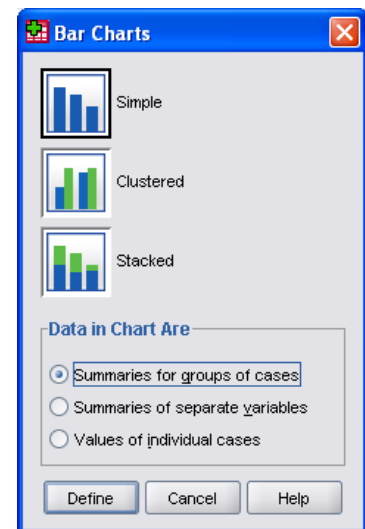 Bar Charts
Simple
Clustered
Stacked
Data in Chart Are
Summaries for groups of cases
Summaries of separate variables
Values of individual cases
Define Cancel Help